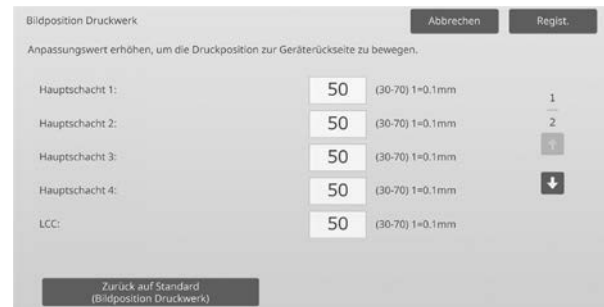 Bildposition Druckwerk
Abbrechen
Regist.
Anpassungswert erhöhen, um die Druckposition zur Geräterückseite zu bewegen.
Hauptschacht 1: 50 (30-70) 1=0.1mm
Hauptschacht 2: 50 (30-70) 1=0.1mm
Hauptschacht 3: 50 (30-70) 1=0.1mm
Hauptschacht 4: 50 (30-70) 1=0.1mm
LCC: 50 (30-70) 1=0.1mm
1
2
Zurück auf Standard
(Bildposition Druckwerk)